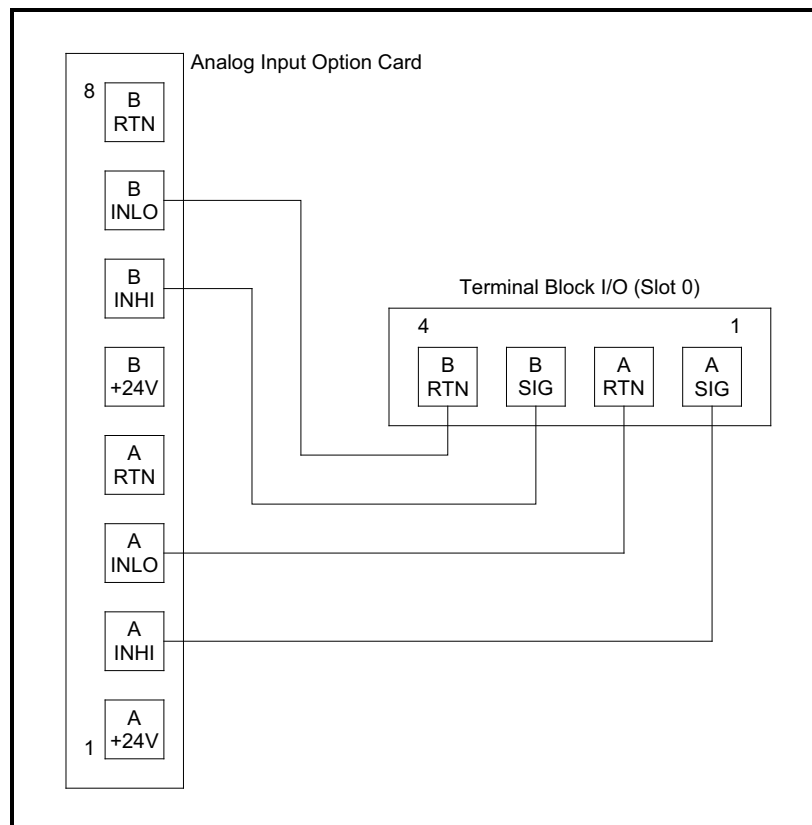 Analog Input Option Card
8
B
RTN
B
INLO
B
INHI
B
+24V
A
RTN
A
INLO
A
INHI
A
+24V
1
Terminal Block I/O (Slot 0)
4
1
B
RTN
B
SIG
A
RTN
A
SIG